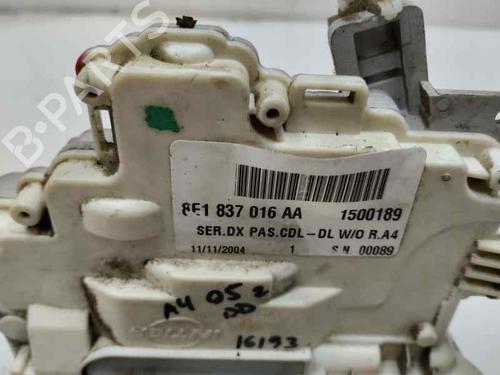 B-PARTS
8E1 837 016 AA 1500189
SER.DX PAS.CDL-DL W/O R.A4
11/11/2004 1 S.N. 00089
A4 05 2
DD
16193